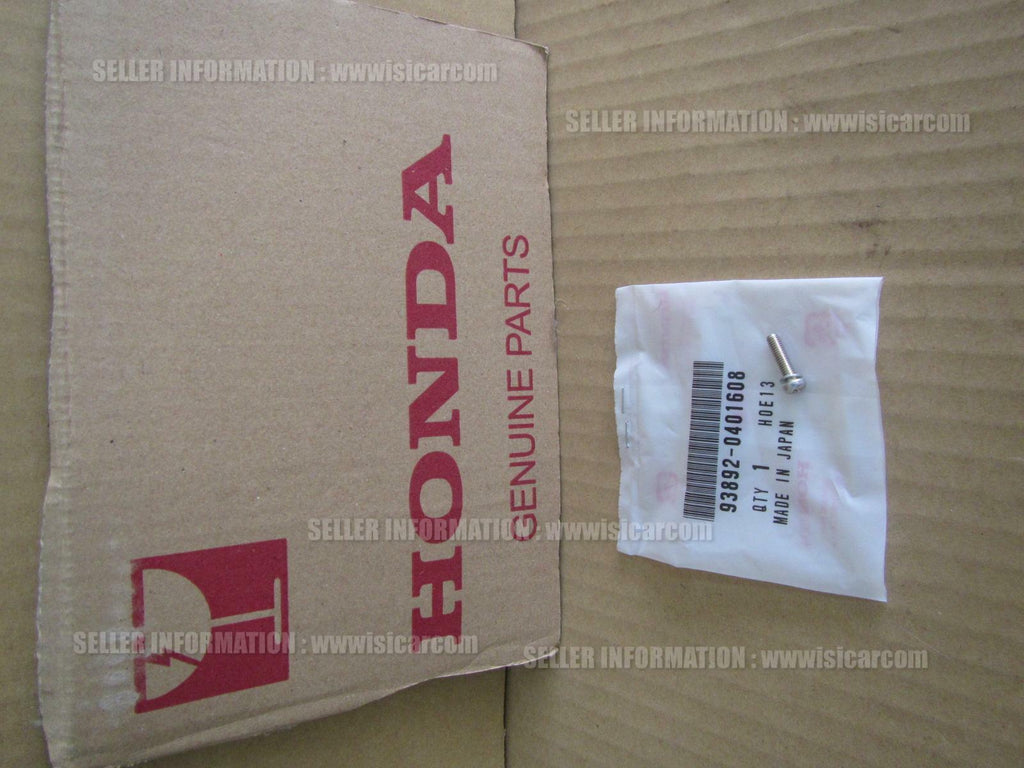 SELLER INFORMATION : wwwisicarcom
SELLER INFORMATION : wwwisicarcom
HONDA
GENUINE PARTS
93892-0401608
QTY 1 HOE13
MADE IN JAPAN
SELLER INFORMATION : wwwisicarcom
SELLER INFORMATION : wwwisicarcom
SELLER INFORMATION : wwwisicarcom